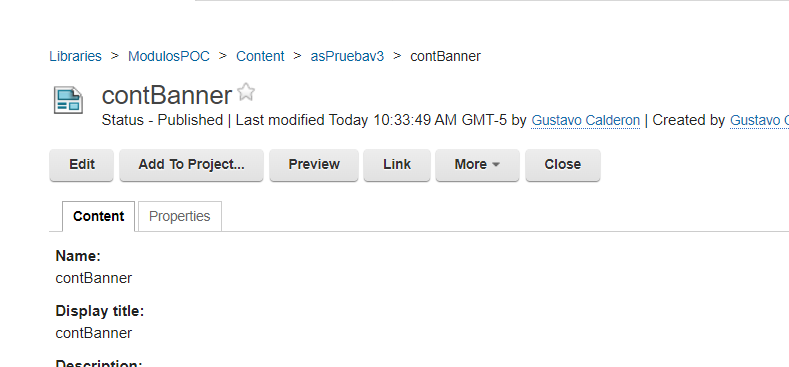 Libraries > ModulosPOC > Content > asPruebav3 > contBanner
contBanner
Status - Published | Last modified Today 10:33:49 AM GMT-5 by Gustavo Calderon | Created by Gustavo
Edit Add To Project... Preview Link More Close
Content Properties
Name:
contBanner
Display title:
contBanner
Description: